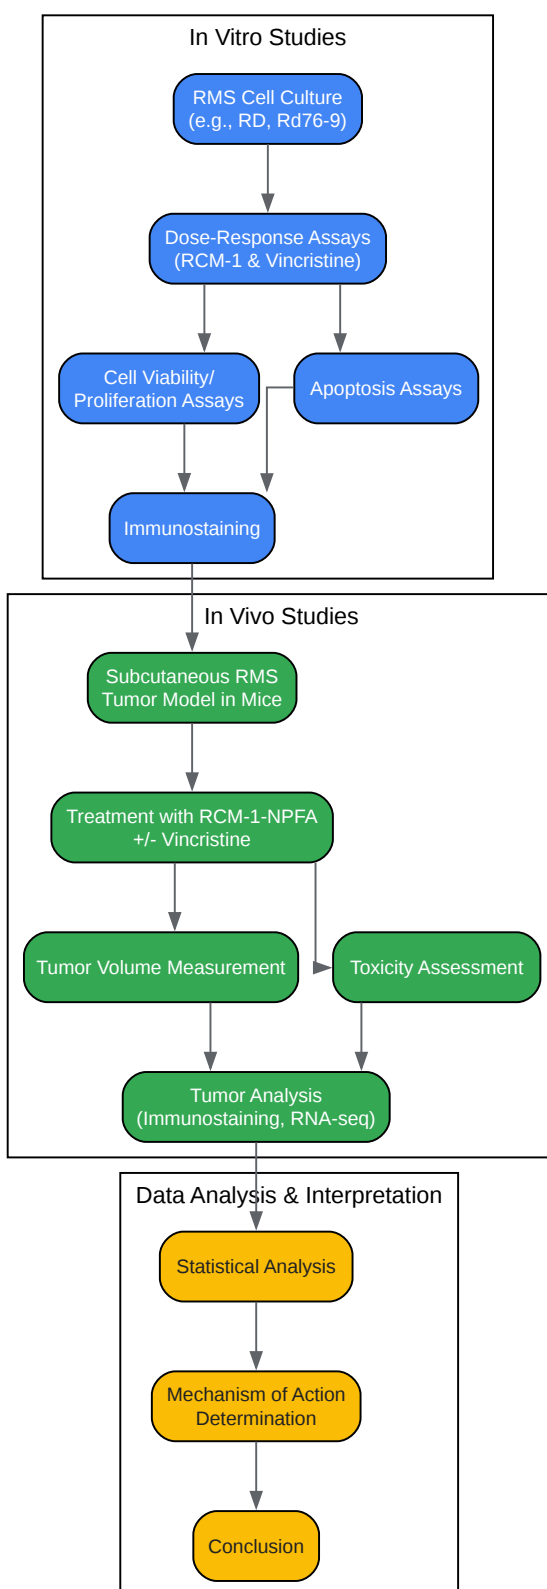 In Vitro Studies
RMS Cell Culture
(e.g., RD, Rd76-9)
Dose-Response Assays
(RCM-1 & Vincristine)
Cell Viability/
Proliferation Assays
Apoptosis Assays
Immunostaining
In Vivo Studies
Subcutaneous RMS
Tumor Model in Mice
Treatment with RCM-1-NPFA
+/- Vincristine
Tumor Volume Measurement
Toxicity Assessment
Tumor Analysis
(Immunostaining, RNA-seq)
Data Analysis & Interpretation
Statistical Analysis
Mechanism of Action
Determination
Conclusion